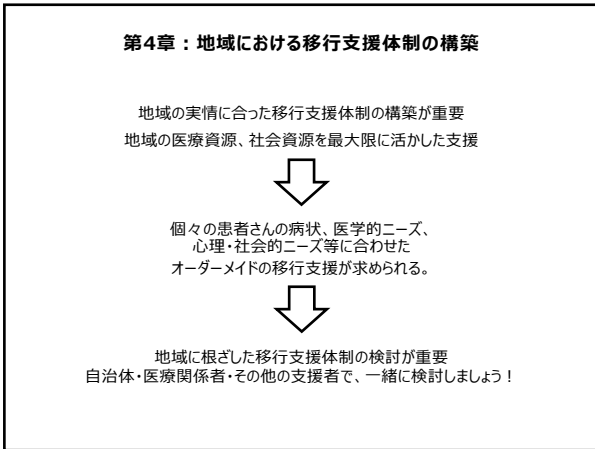 第4章：地域における移行支援体制の構築
地域の実情に合った移行支援体制の構築が重要
地域の医療資源、社会資源を最大限に活かした支援
個々の患者さんの病状、医学的ニーズ、
心理・社会的ニーズ等に合わせた
オーダーメイドの移行支援が求められる。
地域に根ざした移行支援体制の検討が重要
自治体・医療関係者・その他の支援者で、一緒に検討しましょう！